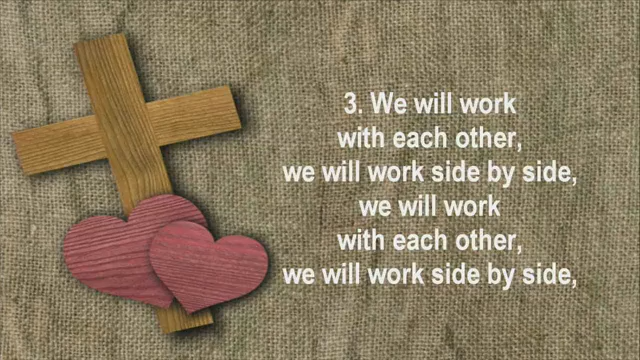 3. We will work
with each other,
we will work side by side,
we will work
with each other,
we will work side by side,